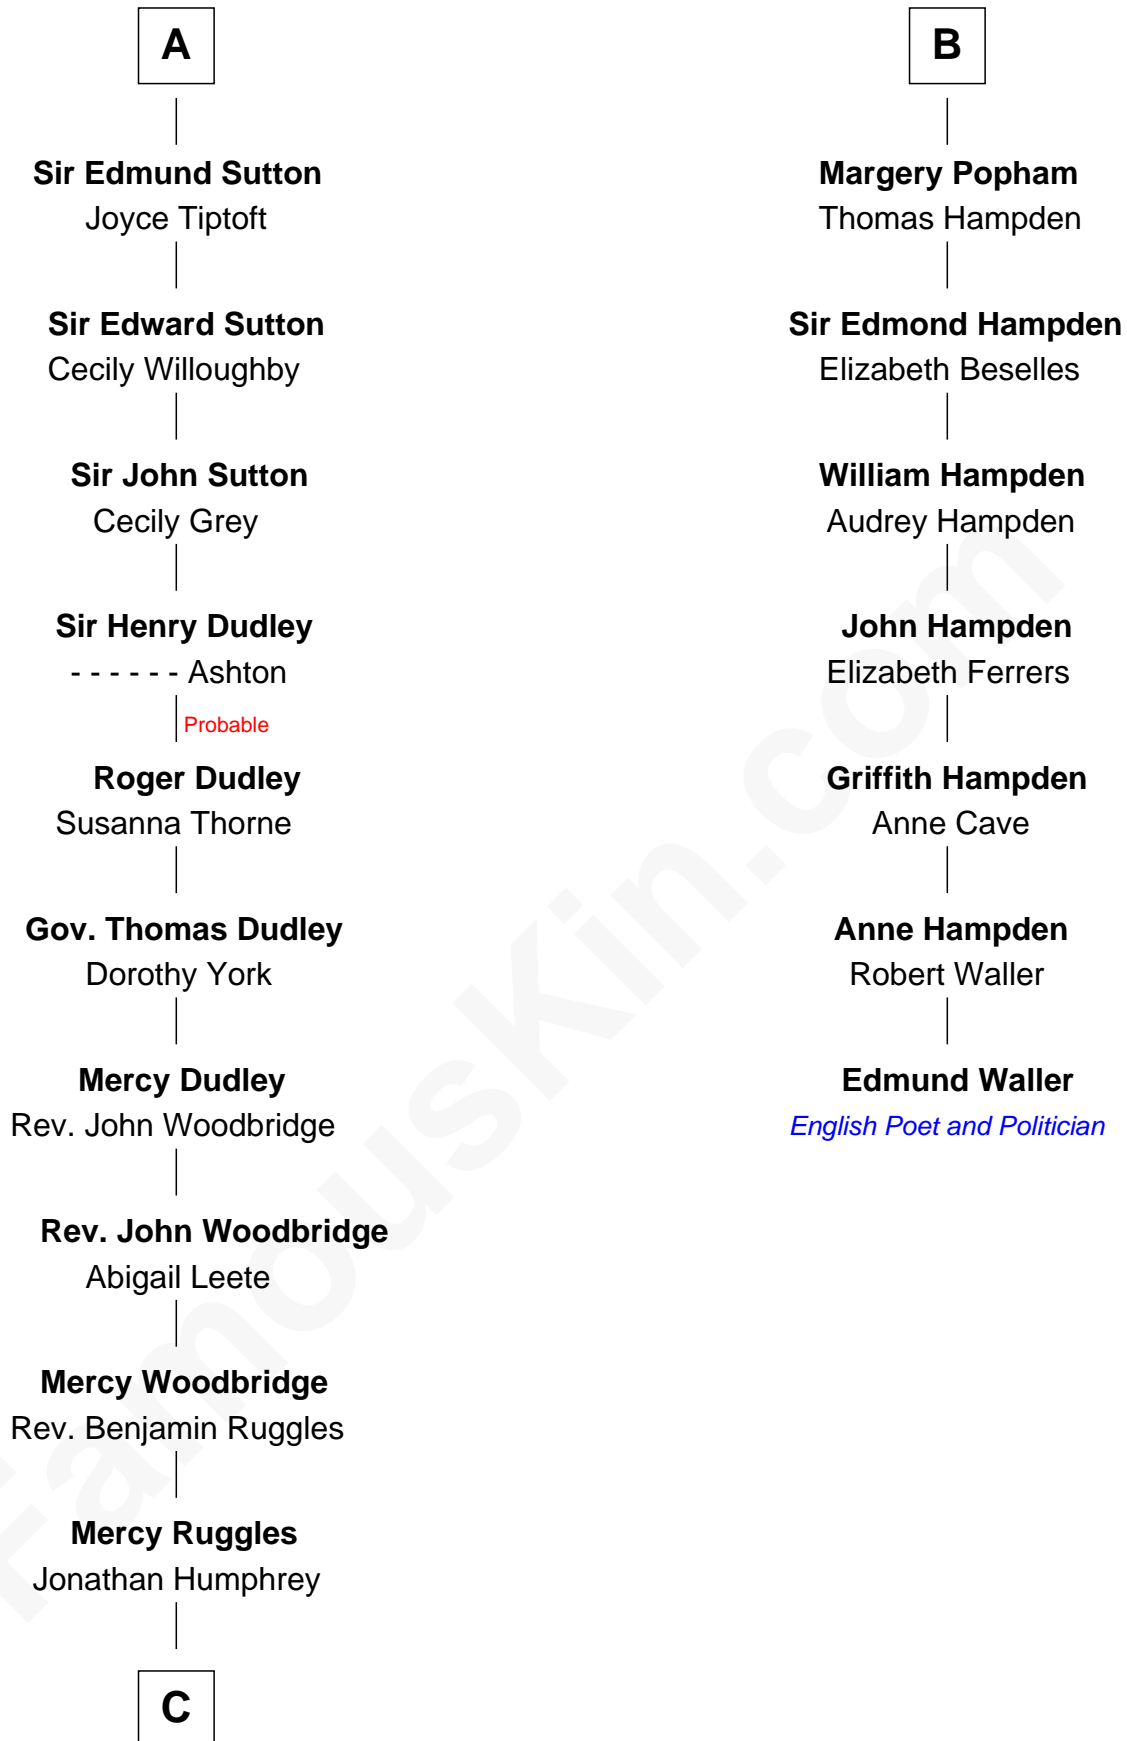 A
Sir Edmund Sutton
Joyce Tiptoft
Sir Edward Sutton
Cecily Willoughby
Sir John Sutton
Cecily Grey
Sir Henry Dudley
- - - - - - Ashton
Probable
Roger Dudley
Susanna Thorne
Gov. Thomas Dudley
Dorothy York
Mercy Dudley
Rev. John Woodbridge
Rev. John Woodbridge
Abigail Leete
Mercy Woodbridge
Rev. Benjamin Ruggles
Mercy Ruggles
Jonathan Humphrey
C
B
Margery Popham
Thomas Hampden
Sir Edmond Hampden
Elizabeth Beselles
William Hampden
Audrey Hampden
John Hampden
Elizabeth Ferrers
Griffith Hampden
Anne Cave
Anne Hampden
Robert Waller
Edmund Waller
English Poet and Politician
FamousKin.com